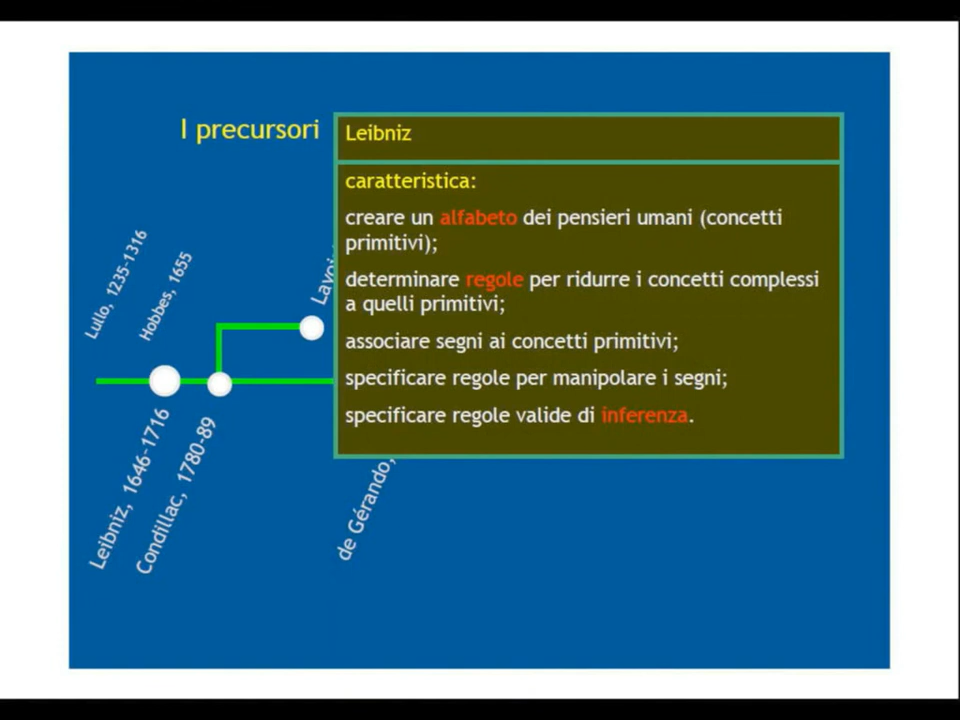 I precursori
Leibniz
caratteristica:
creare un alfabeto dei pensieri umani (concetti
primitivi);
determinare regole per ridurre i concetti complessi
a quelli primitivi;
associare segni ai concetti primitivi;
specificare regole per manipolare i segni;
specificare regole valide di inferenza.
Lullo, 1235-1316
Hobbes, 1655
Leibniz, 1646-1716
Condillac, 1780-89
de Gérando,